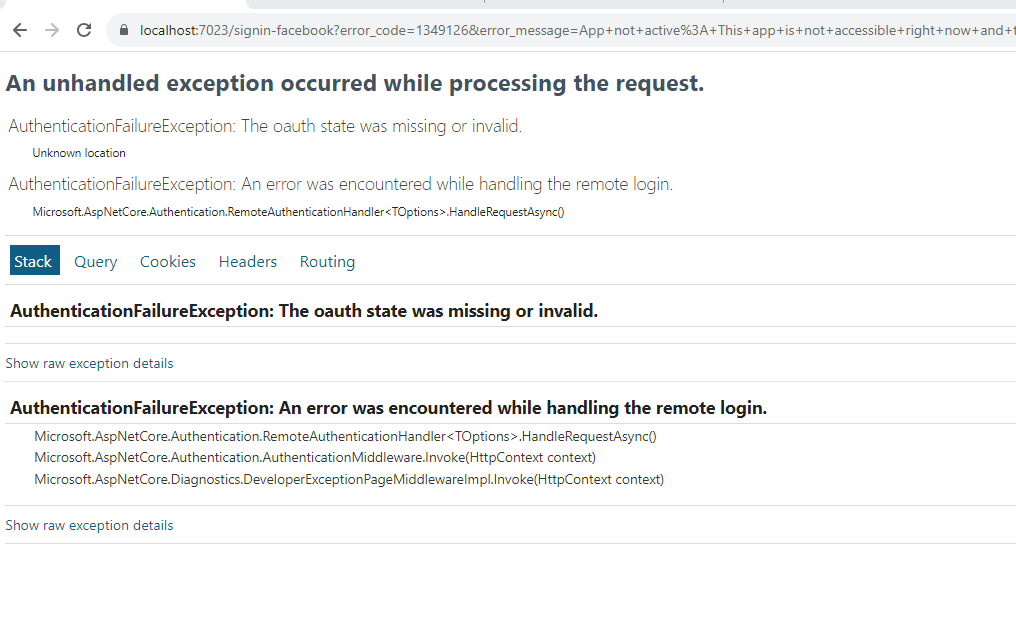 localhost:7023/signin-facebook?error_code=1349126&error_message=App+not+active%3A+This+app+is+not+accessible+right+now+and+t
An unhandled exception occurred while processing the request.
AuthenticationFailureException: The oauth state was missing or invalid.
Unknown location
AuthenticationFailureException: An error was encountered while handling the remote login.
Microsoft.AspNetCore.Authentication.RemoteAuthenticationHandler<TOptions>.HandleRequestAsync()
Stack Query Cookies Headers Routing
AuthenticationFailureException: The oauth state was missing or invalid.
Show raw exception details
AuthenticationFailureException: An error was encountered while handling the remote login.
Microsoft.AspNetCore.Authentication.RemoteAuthenticationHandler<TOptions>.HandleRequestAsync()
Microsoft.AspNetCore.Authentication.AuthenticationMiddleware.Invoke(HttpContext context)
Microsoft.AspNetCore.Diagnostics.DeveloperExceptionPageMiddlewareImpl.Invoke(HttpContext context)
Show raw exception details